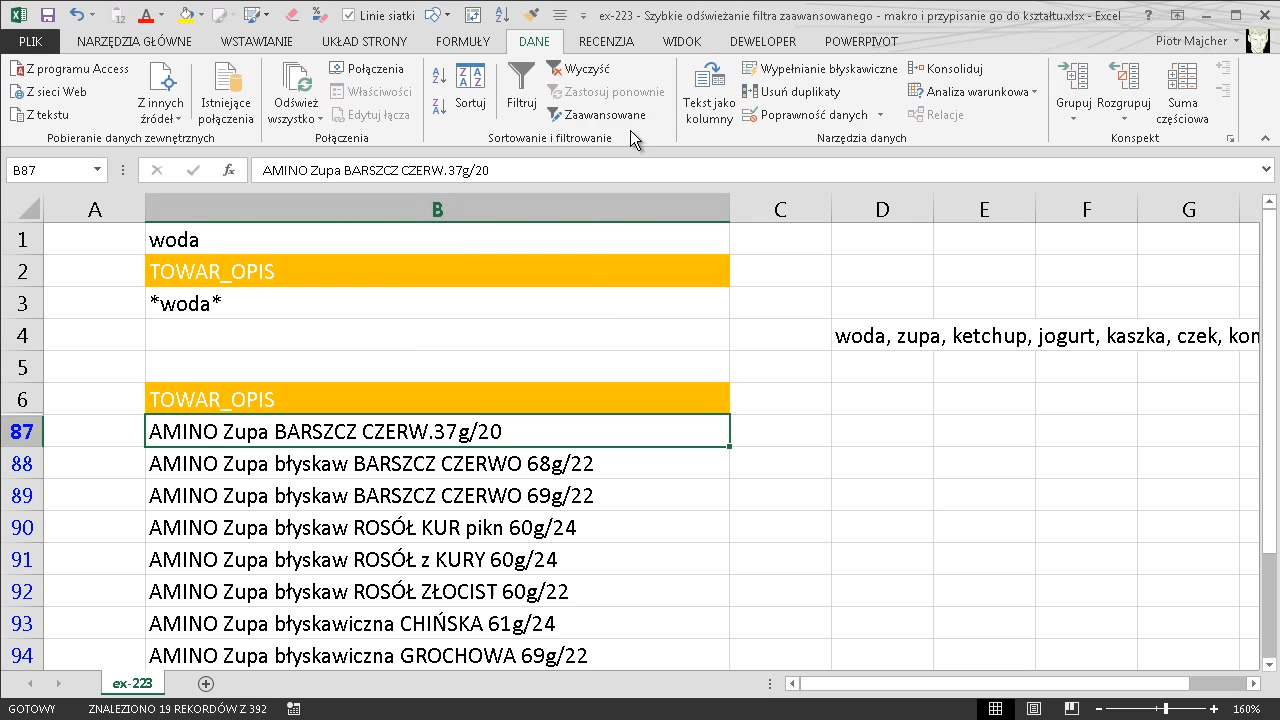 Linie siatki
ex-223 - Szybkie odświeżanie filtra zaawansowanego - makro i przypisanie go do kształtu.xlsx - Excel
PLIK NARZĘDZIA GŁÓWNE WSTAWIANIE UKŁAD STRONY FORMUŁY DANE RECENZJA WIDOK DEWELOPER POWERPIVOT Piotr Majcher
Z programu Access
Z sieci Web
Z tekstu
Z innych źródeł
Istniejące połączenia
Pobieranie danych zewnętrznych
Odśwież wszystko
Połączenia
Właściwości
Edytuj łącza
Połączenia
Sortuj
Filtruj
Wyczyść
Zastosuj ponownie
Zaawansowane
Sortowanie i filtrowanie
Tekst jako kolumny
Wypełnianie błyskawiczne
Usuń duplikaty
Poprawność danych
Konsoliduj
Analiza warunkowa
Relacje
Narzędzia danych
Grupuj
Rozgrupuj
Suma częściowa
Konspekt
B87 fx AMINO Zupa BARSZCZ CZERW.37g/20
A B C D E F G
1 woda
2 TOWAR_OPIS
3 *woda*
4 woda, zupa, ketchup, jogurt, kaszka, czek, kon
5
6 TOWAR_OPIS
87 AMINO Zupa BARSZCZ CZERW.37g/20
88 AMINO Zupa błyskaw BARSZCZ CZERWO 68g/22
89 AMINO Zupa błyskaw BARSZCZ CZERWO 69g/22
90 AMINO Zupa błyskaw ROSÓŁ KUR pikn 60g/24
91 AMINO Zupa błyskaw ROSÓŁ z KURY 60g/24
92 AMINO Zupa błyskaw ROSÓŁ ZŁOCIST 60g/22
93 AMINO Zupa błyskawiczna CHIŃSKA 61g/24
94 AMINO Zupa błyskawiczna GROCHOWA 69g/22
ex-223
GOTOWY ZNALEZIONO 19 REKORDÓW Z 392 160%